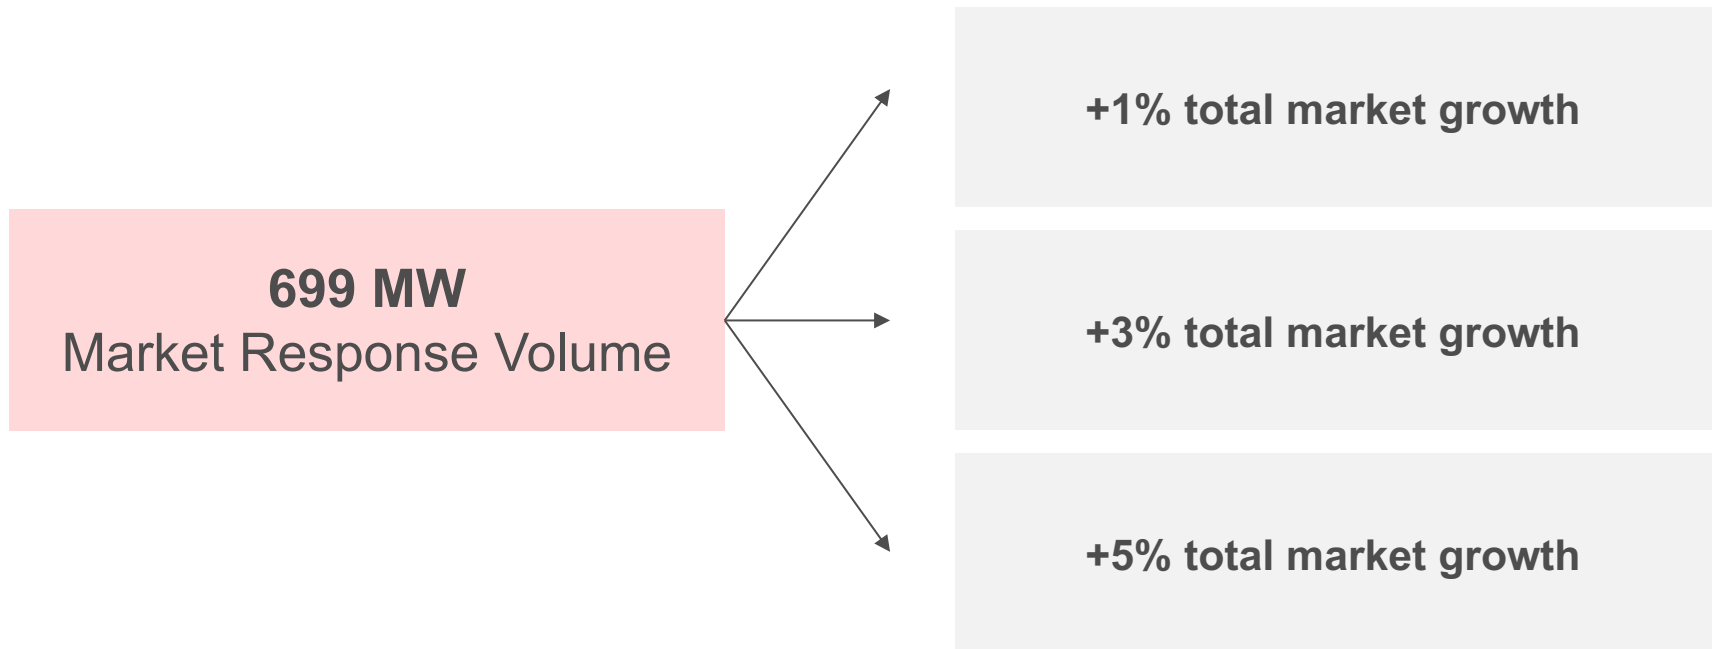 699 MW
Market Response Volume
+1% total market growth
+3% total market growth
+5% total market growth